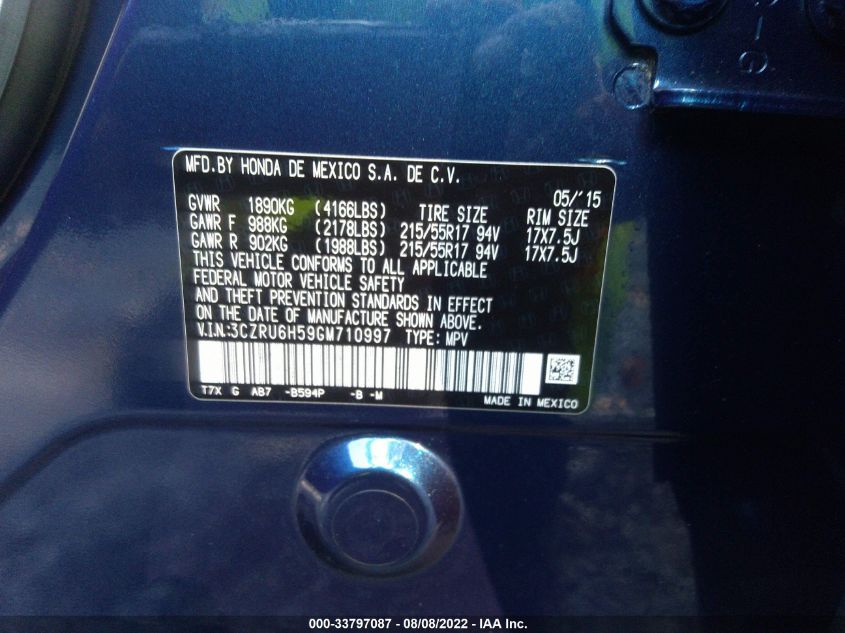 MFD.BY HONDA DE MEXICO S.A. DE C.V.
05/'15
GVWR 1890KG (4166LBS) TIRE SIZE RIM SIZE
GAWR F 988KG (2178LBS) 215/55R17 94V 17X7.5J
GAWR R 902KG (1988LBS) 215/55R17 94V 17X7.5J
THIS VEHICLE CONFORMS TO ALL APPLICABLE
FEDERAL MOTOR VEHICLE SAFETY
AND THEFT PREVENTION STANDARDS IN EFFECT
ON THE DATE OF MANUFACTURE SHOWN ABOVE.
V.I.N:3CZRU6H59GM710997 TYPE: MPV
T7X G AB7 -B594P -B -M
MADE IN MEXICO
000-33797087 - 08/08/2022 - IAA Inc.